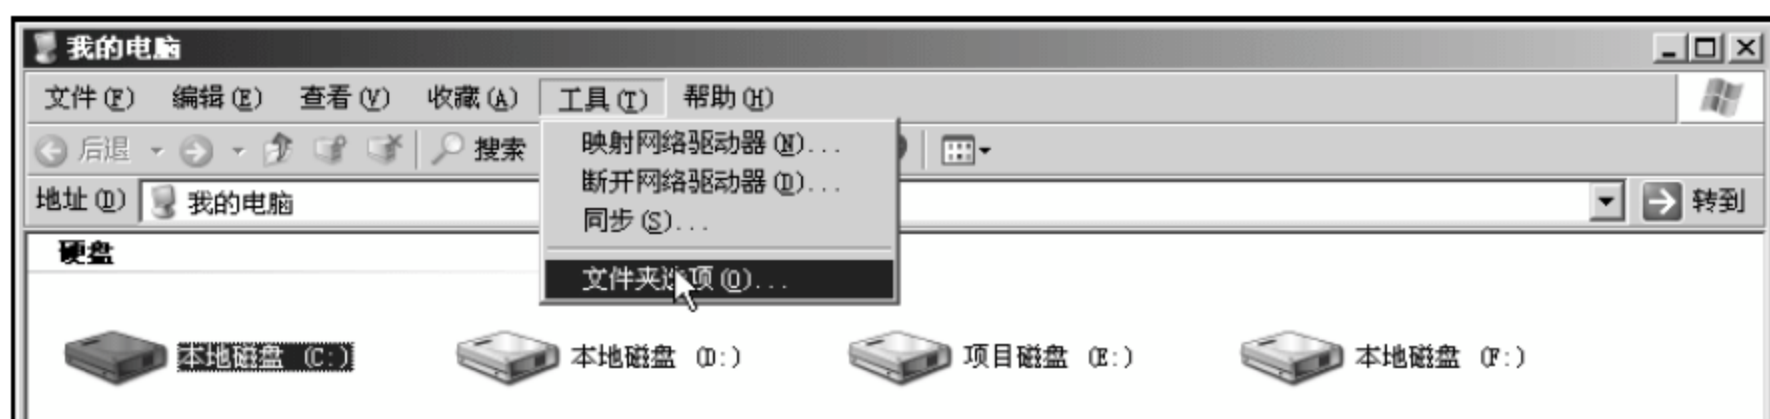 我的电脑
文件(F) 编辑(E) 查看(V) 收藏(A) 工具(T) 帮助(H)
后退 搜索
映射网络驱动器(N)...
断开网络驱动器(D)...
同步(S)...
文件夹选项(O)...
地址(D) 我的电脑 转到
硬盘
本地磁盘 (C:) 本地磁盘 (D:) 项目磁盘 (E:) 本地磁盘 (F:)